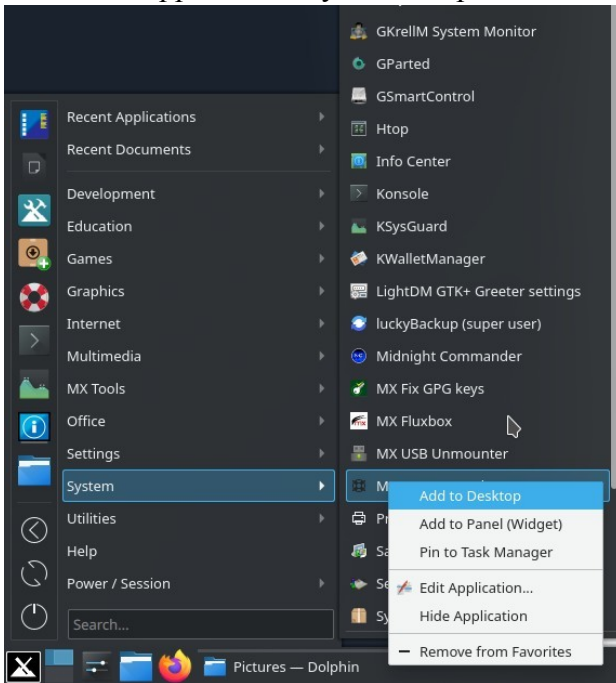 Recent Applications
Recent Documents
Development
Education
Games
Graphics
Internet
Multimedia
MX Tools
Office
Settings
System
Utilities
Help
Power / Session
Search...
GKrellM System Monitor
GParted
GSmartControl
Htop
Info Center
Konsole
KSysGuard
KWalletManager
LightDM GTK+ Greeter settings
luckyBackup (super user)
Midnight Commander
MX Fix GPG keys
MX Fluxbox
MX USB Unmounter
Add to Desktop
Add to Panel (Widget)
Pin to Task Manager
Edit Application...
Hide Application
Remove from Favorites
Pictures — Dolphin